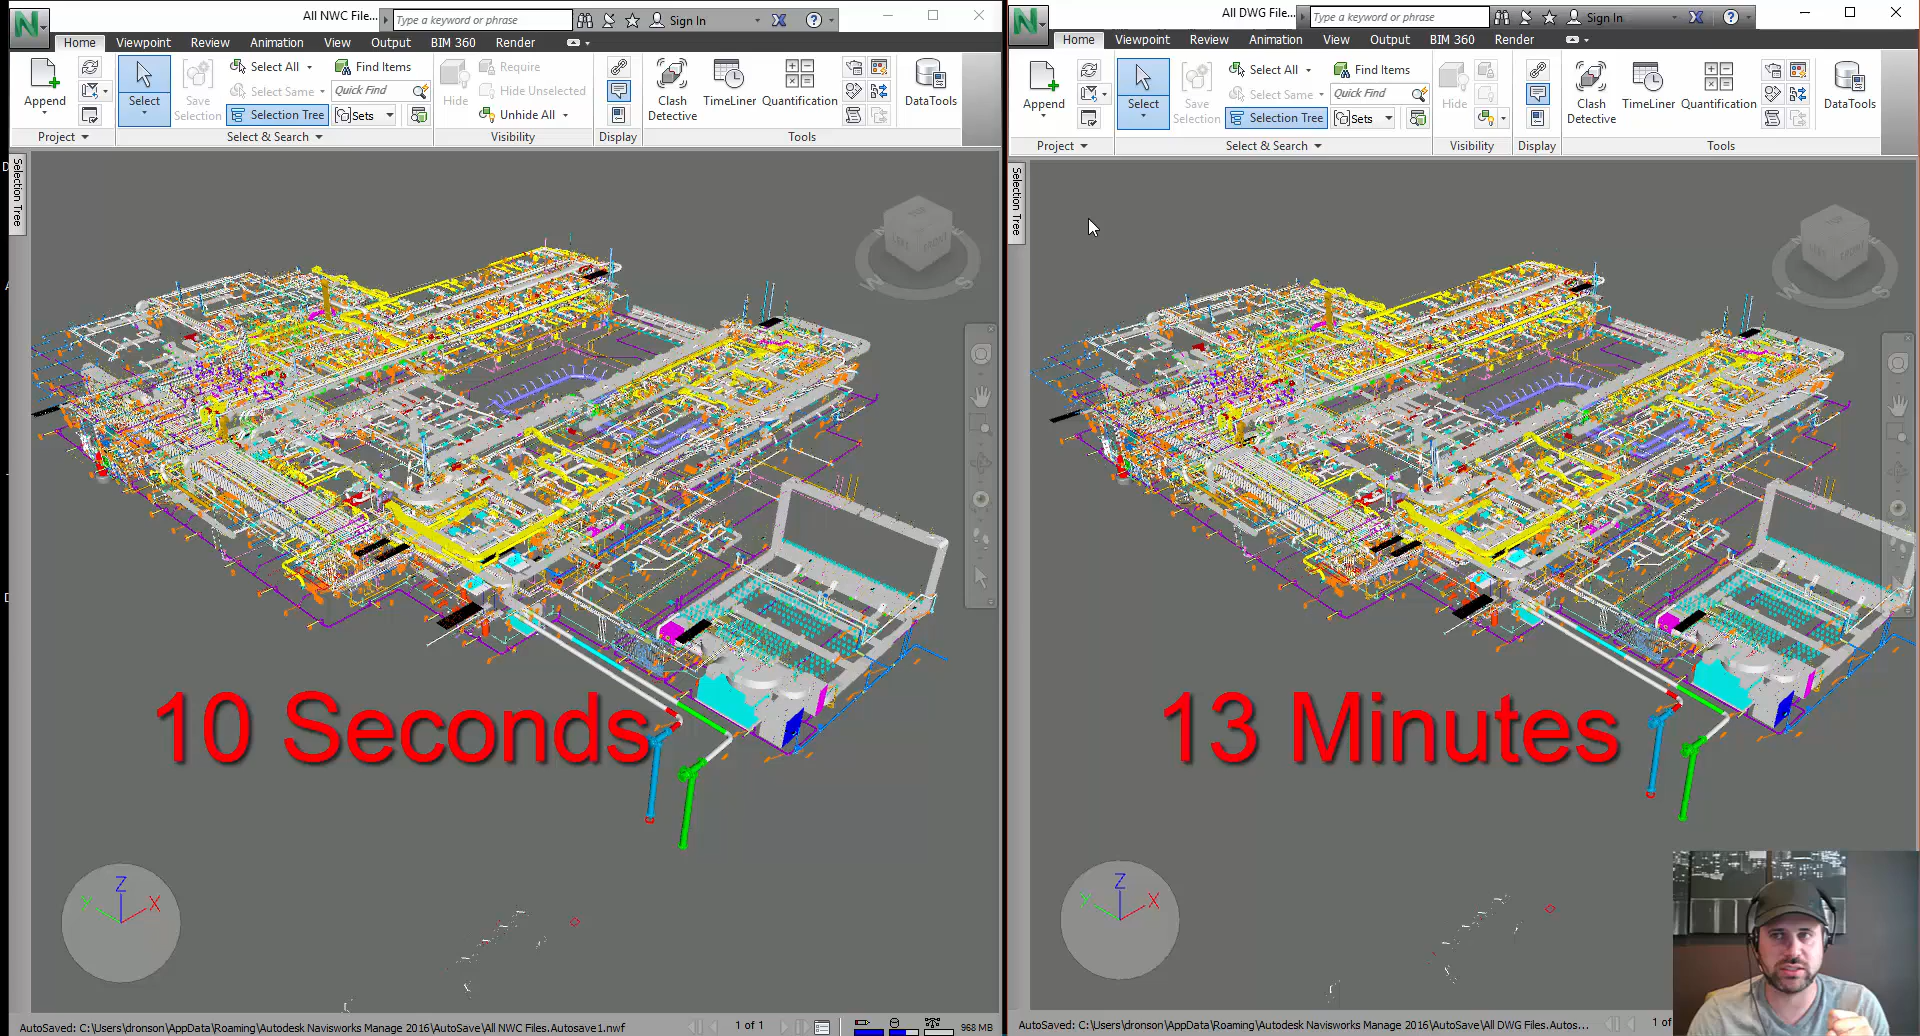 All NWC File...
Type a keyword or phrase
Sign In
Home Viewpoint Review Animation View Output BIM 360 Render
Append
Select
Save Selection
Select All
Select Same
Selection Tree
Find Items
Quick Find
Sets
Hide
Require
Hide Unselected
Unhide All
Clash Detective
TimeLiner
Quantification
DataTools
Project
Select & Search
Visibility
Display
Tools
Selection Tree
10 Seconds
Z
Y
X
AutoSaved: C:\Users\dronson\AppData\Roaming\Autodesk Navisworks Manage 2016\AutoSave\All NWC Files.Autosave1.nwf
1 of 1
968 MB
All DWG File...
Type a keyword or phrase
Sign In
Home Viewpoint Review Animation View Output BIM 360 Render
Append
Select
Save Selection
Select All
Select Same
Selection Tree
Find Items
Quick Find
Sets
Hide
Clash Detective
TimeLiner
Quantification
DataTools
Project
Select & Search
Visibility
Display
Tools
Selection Tree
13 Minutes
Z
Y
X
AutoSaved: C:\Users\dronson\AppData\Roaming\Autodesk Navisworks Manage 2016\AutoSave\All DWG Files.Autos...
1 of